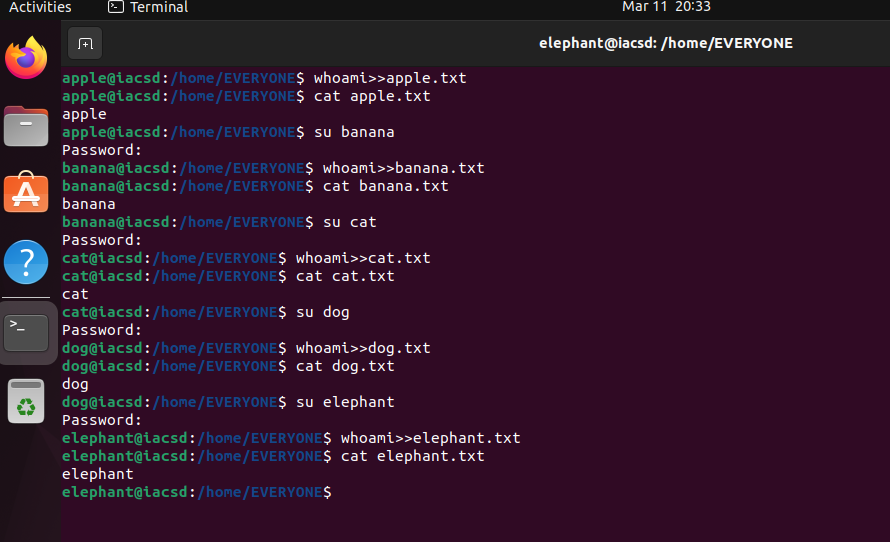 Activities
Terminal
Mar 11 20:33
elephant@iacsd: /home/EVERYONE
apple@iacsd:/home/EVERYONE$ whoami>>apple.txt
apple@iacsd:/home/EVERYONE$ cat apple.txt
apple
apple@iacsd:/home/EVERYONE$ su banana
Password:
banana@iacsd:/home/EVERYONE$ whoami>>banana.txt
banana@iacsd:/home/EVERYONE$ cat banana.txt
banana
banana@iacsd:/home/EVERYONE$ su cat
Password:
cat@iacsd:/home/EVERYONE$ whoami>>cat.txt
cat@iacsd:/home/EVERYONE$ cat cat.txt
cat
cat@iacsd:/home/EVERYONE$ su dog
Password:
dog@iacsd:/home/EVERYONE$ whoami>>dog.txt
dog@iacsd:/home/EVERYONE$ cat dog.txt
dog
dog@iacsd:/home/EVERYONE$ su elephant
Password:
elephant@iacsd:/home/EVERYONE$ whoami>>elephant.txt
elephant@iacsd:/home/EVERYONE$ cat elephant.txt
elephant
elephant@iacsd:/home/EVERYONE$